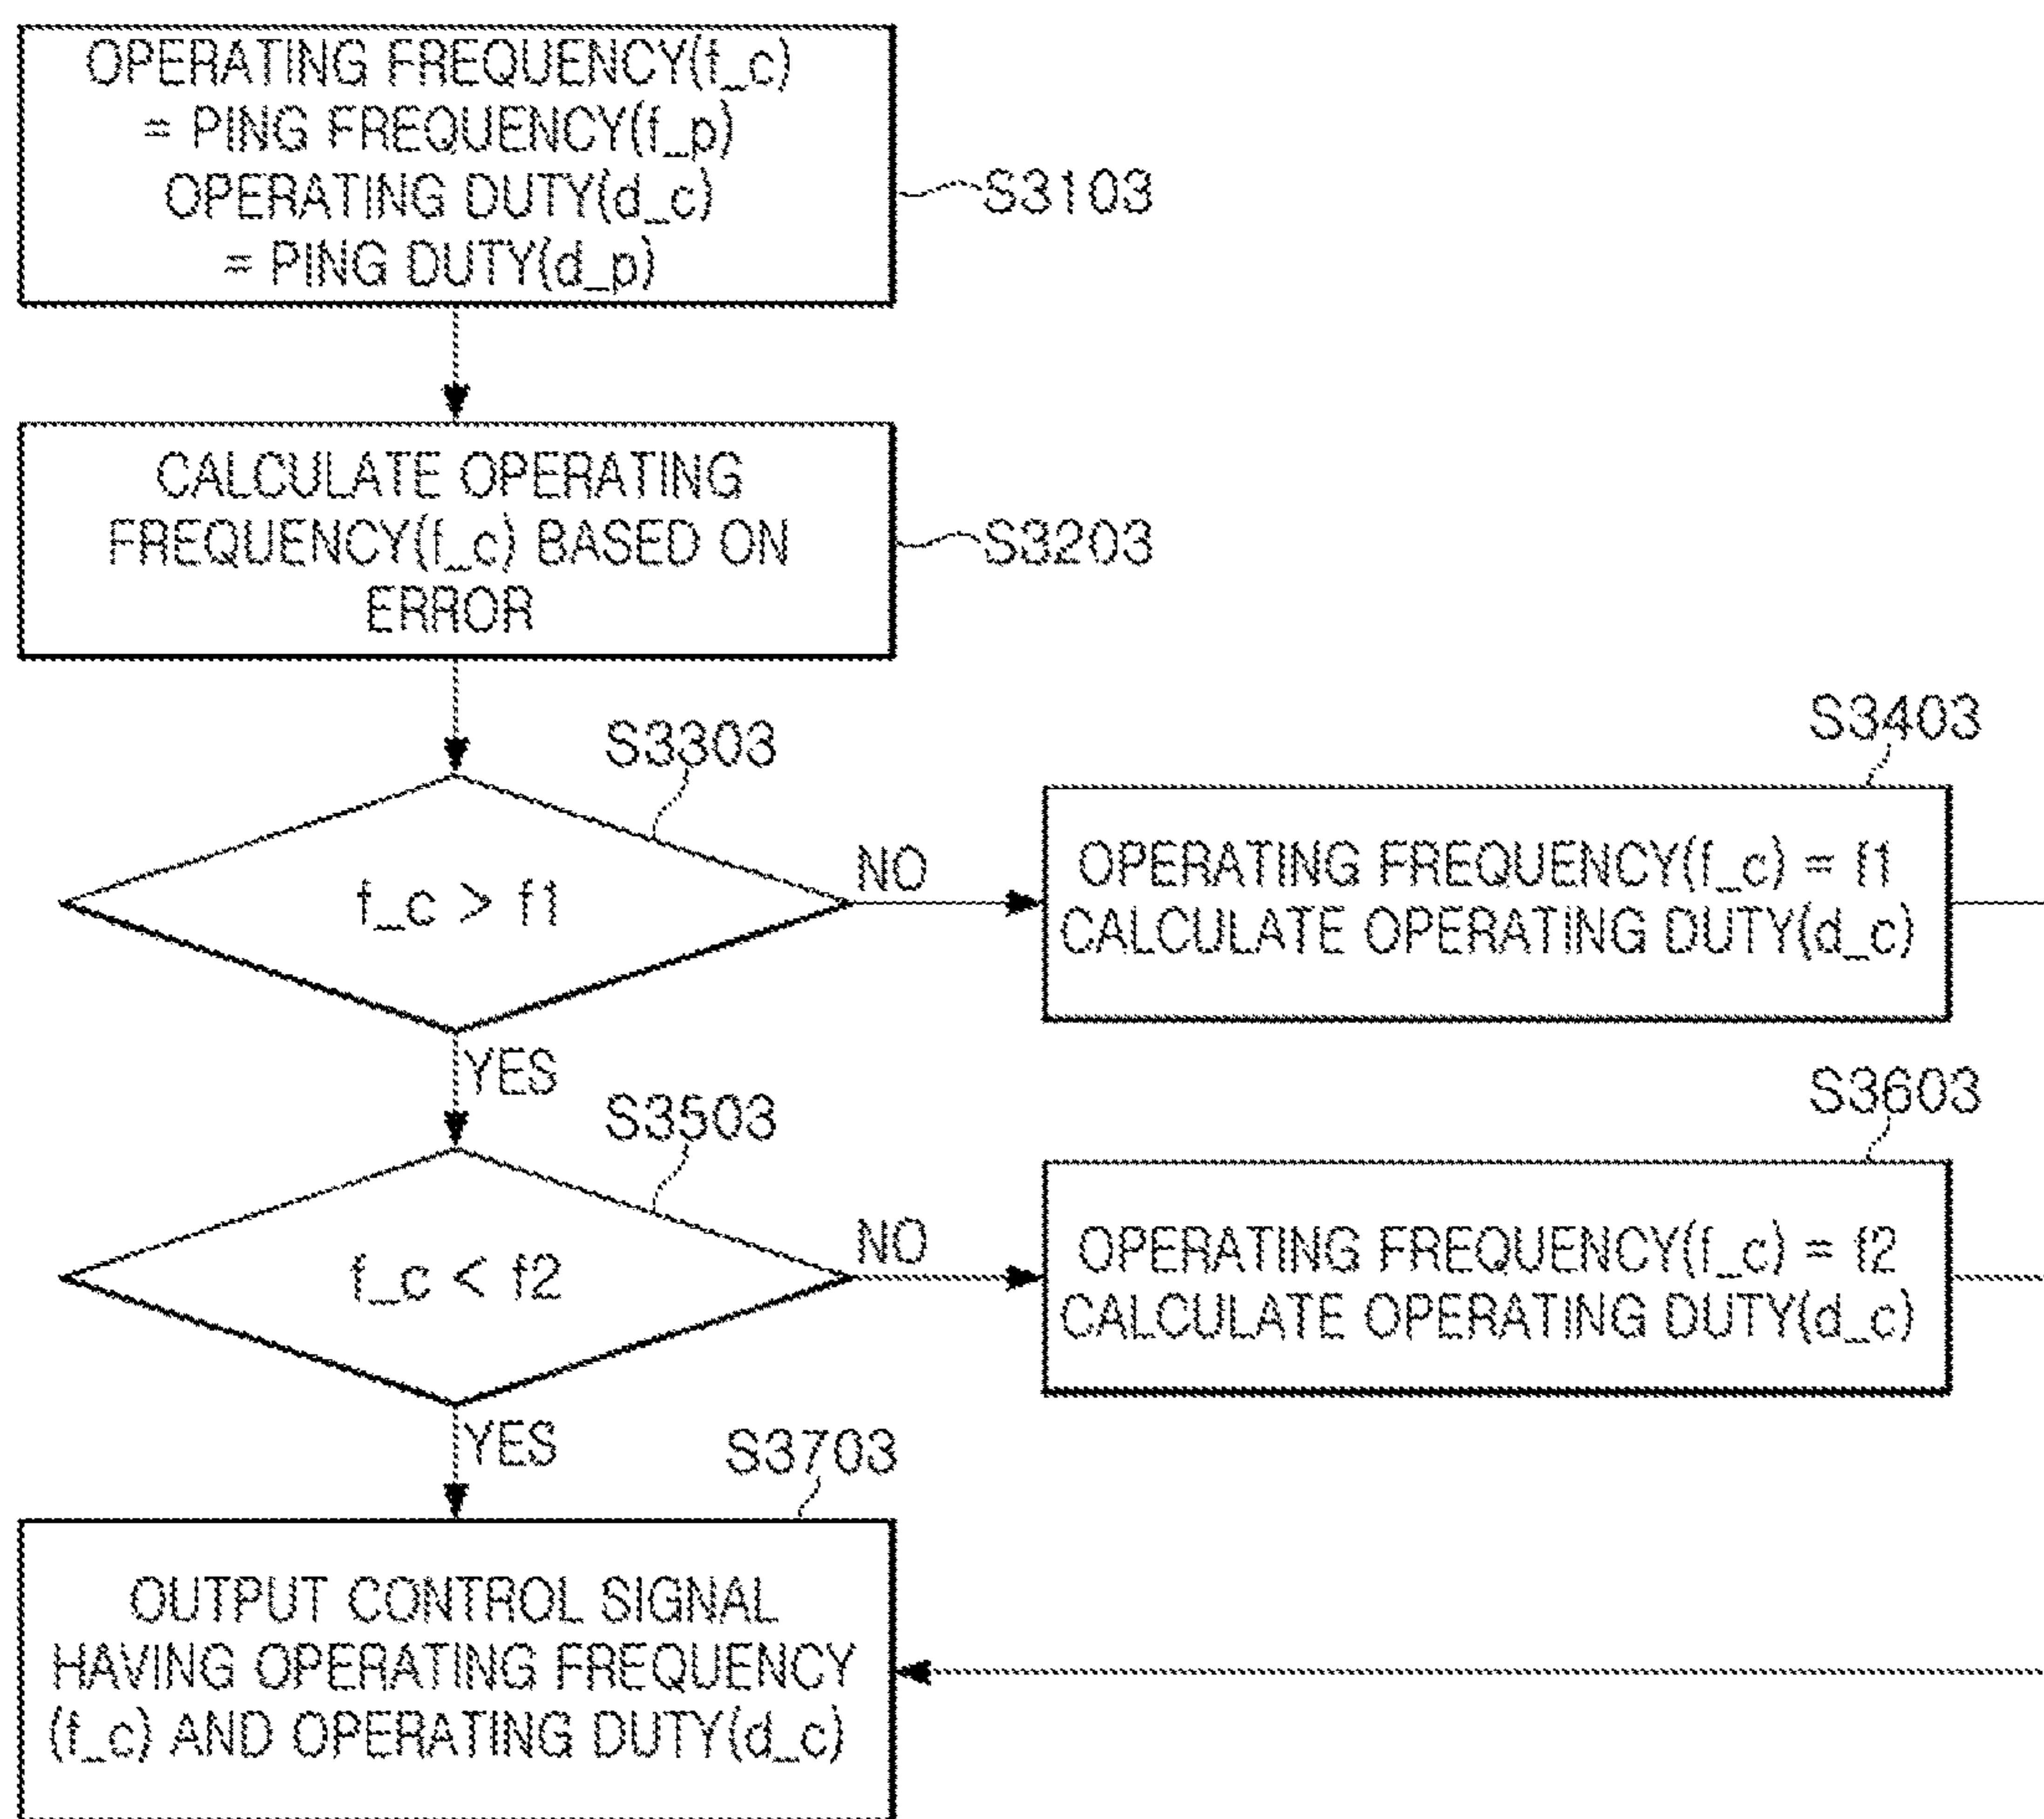 OPERATING FREQUENCY(f_c)
= PING FREQUENCY(f_p)
OPERATING DUTY(d_c)
= PING DUTY(d_p)
S3103
CALCULATE OPERATING
FREQUENCY(f_c) BASED ON
ERROR
S3203
S3303
f_c > f1
NO
YES
S3403
OPERATING FREQUENCY(f_c) = f1
CALCULATE OPERATING DUTY(d_c)
S3503
f_c < f2
NO
YES
S3603
OPERATING FREQUENCY(f_c) = f2
CALCULATE OPERATING DUTY(d_c)
S3703
OUTPUT CONTROL SIGNAL
HAVING OPERATING FREQUENCY
(f_c) AND OPERATING DUTY(d_c)